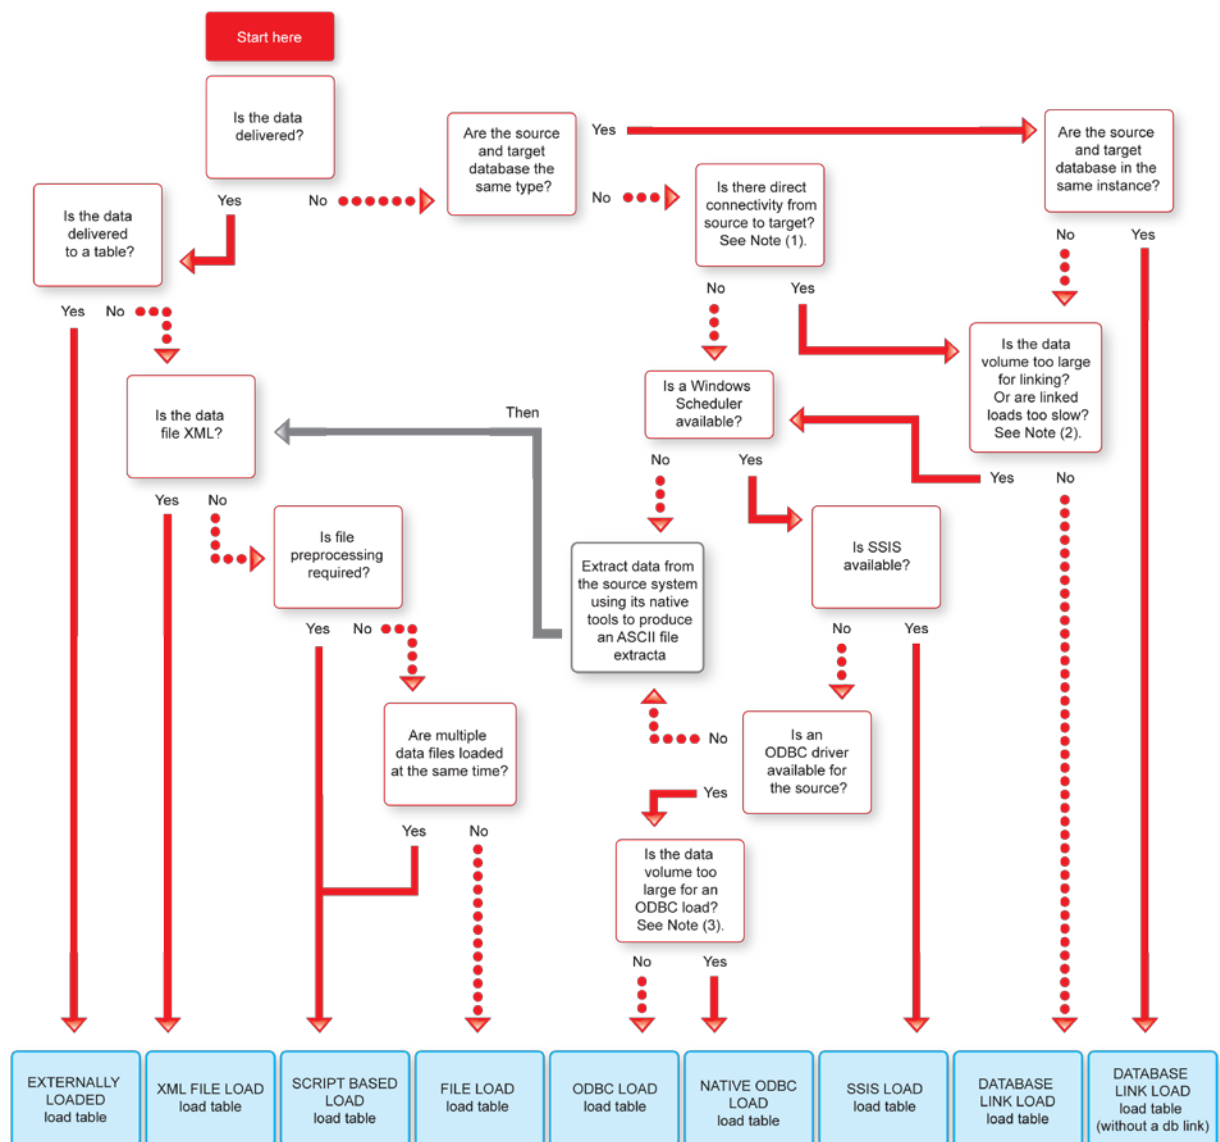 Start here
Is the data
delivered?
Yes
No
Are the source
and target
database the
same type?
Yes
No
Are the source
and target
database in the
same instance?
No
Yes
Is the data
delivered
to a table?
Yes
No
Is there direct
connectivity from
source to target?
See Note (1).
No
Yes
Is the data
volume too large
for linking?
Or are linked
loads too slow?
See Note (2).
Yes
No
Is the data
file XML?
Yes
No
Then
Is a Windows
Scheduler
available?
No
Yes
Is file
preprocessing
required?
Yes
No
Extract data from
the source system
using its native
tools to produce
an ASCII file
extracta
Is SSIS
available?
No
Yes
Are multiple
data files loaded
at the same time?
Yes
No
Is an
ODBC driver
available for
the source?
No
Yes
Is the data
volume too
large for an
ODBC load?
See Note (3).
No
Yes
EXTERNALLY
LOADED
load table
XML FILE LOAD
load table
SCRIPT BASED
LOAD
load table
FILE LOAD
load table
ODBC LOAD
load table
NATIVE ODBC
LOAD
load table
SSIS LOAD
load table
DATABASE
LINK LOAD
load table
DATABASE
LINK LOAD
load table
(without a db link)